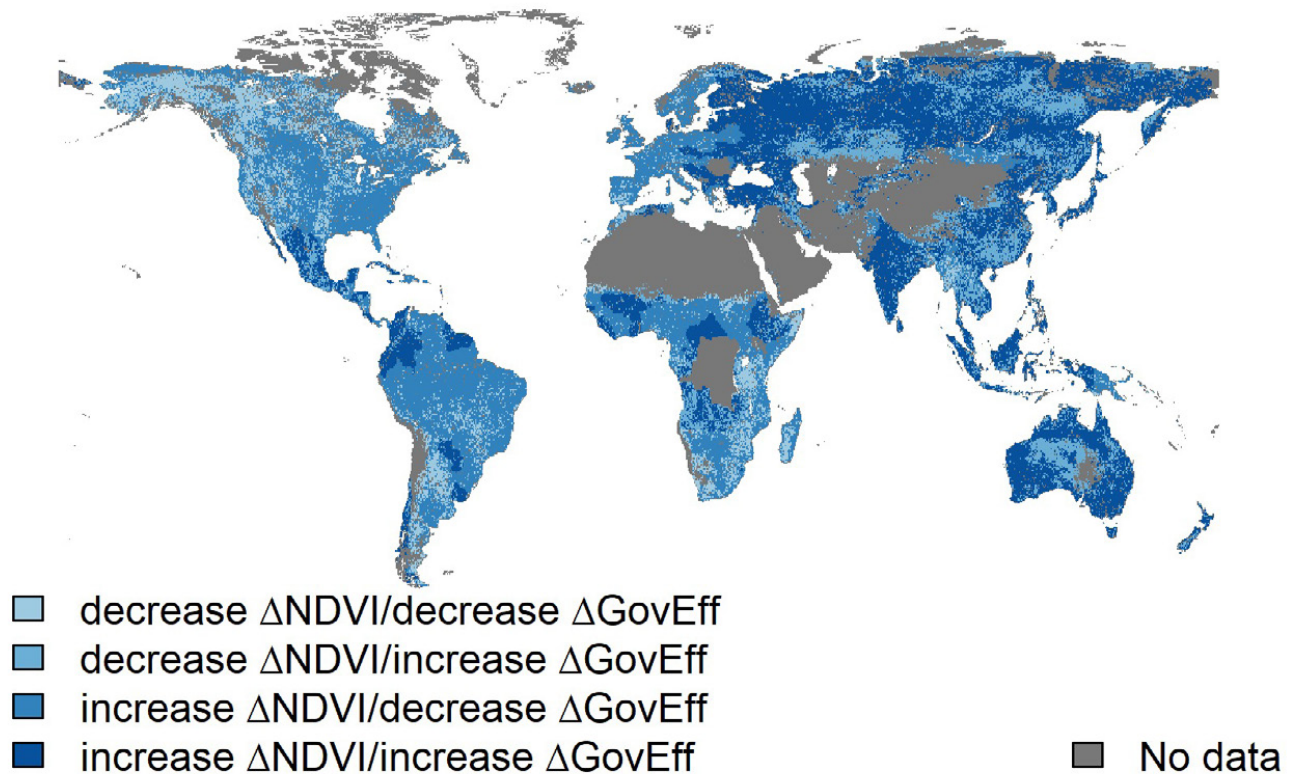 decrease ΔNDVI/decrease ΔGovEff
decrease ΔNDVI/increase ΔGovEff
increase ΔNDVI/decrease ΔGovEff
increase ΔNDVI/increase ΔGovEff
No data